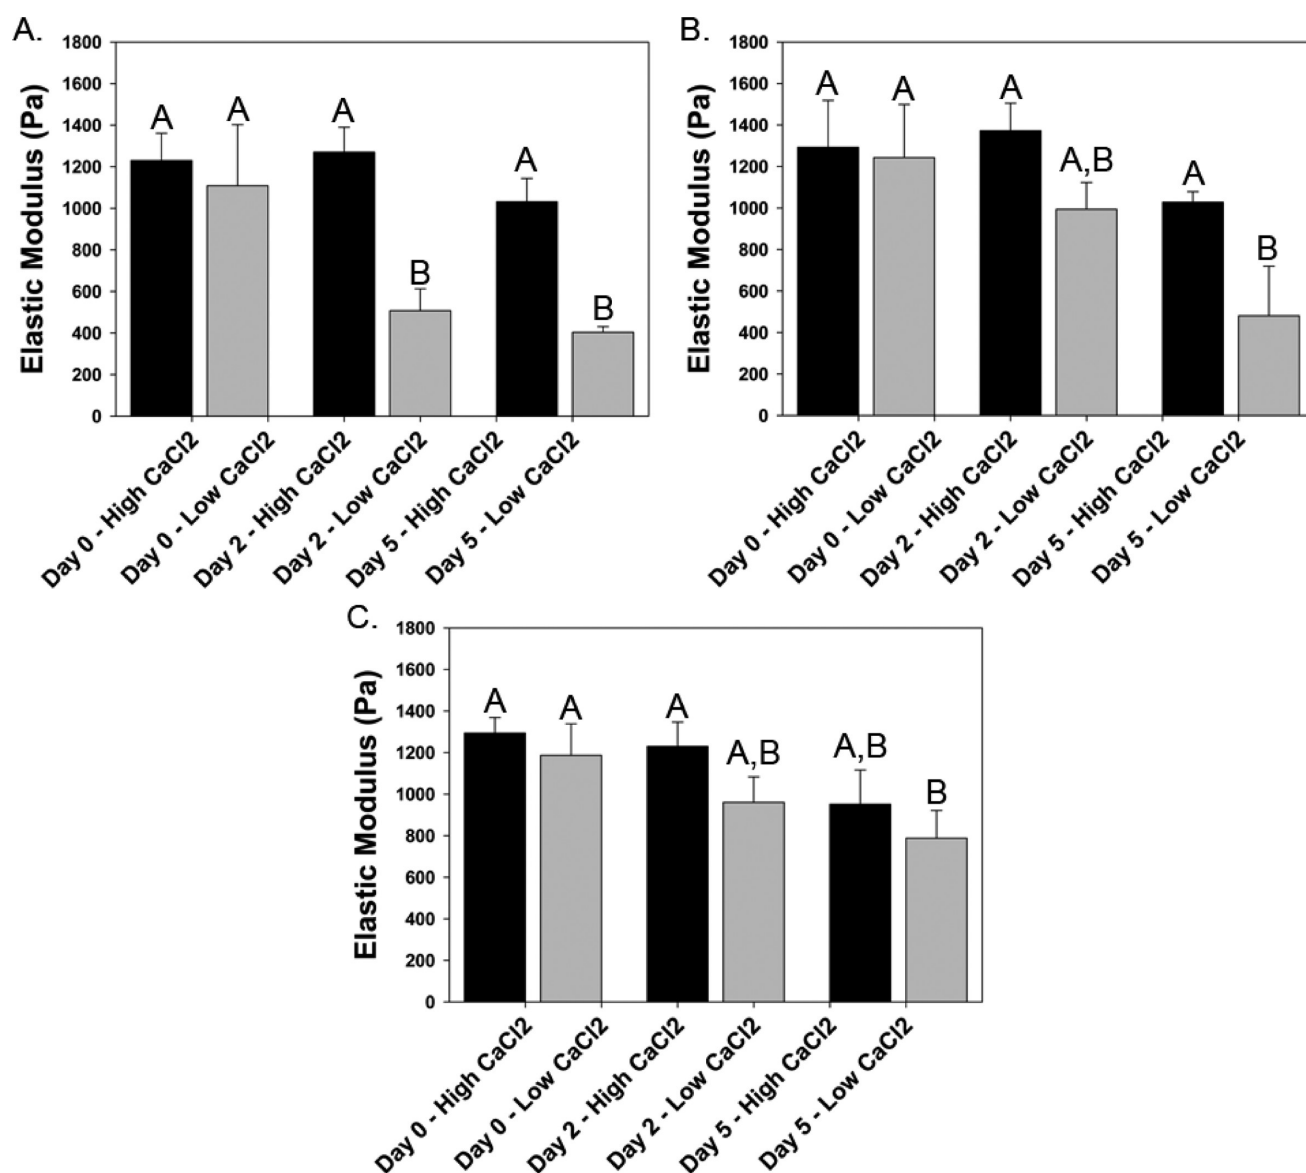 A.
Elastic Modulus (Pa)
1800
1600
1400
1200
1000
800
600
400
200
0
A
A
A
B
A
B
Day 0 - High CaCl2
Day 0 - Low CaCl2
Day 2 - High CaCl2
Day 2 - Low CaCl2
Day 5 - High CaCl2
Day 5 - Low CaCl2
B.
Elastic Modulus (Pa)
1800
1600
1400
1200
1000
800
600
400
200
0
A
A
A
A,B
A
B
Day 0 - High CaCl2
Day 0 - Low CaCl2
Day 2 - High CaCl2
Day 2 - Low CaCl2
Day 5 - High CaCl2
Day 5 - Low CaCl2
C.
Elastic Modulus (Pa)
1800
1600
1400
1200
1000
800
600
400
200
0
A
A
A
A,B
A,B
B
Day 0 - High CaCl2
Day 0 - Low CaCl2
Day 2 - High CaCl2
Day 2 - Low CaCl2
Day 5 - High CaCl2
Day 5 - Low CaCl2